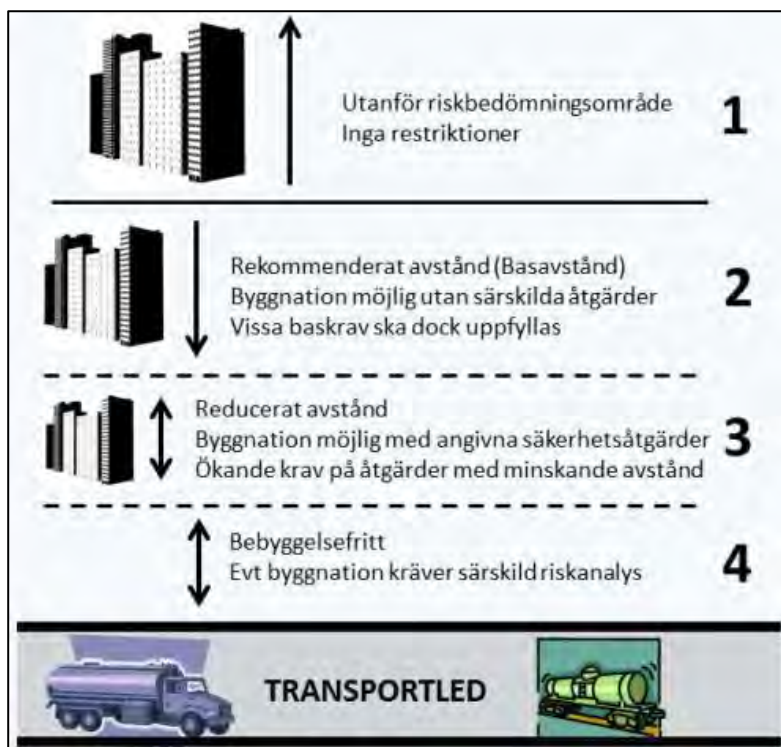 Utanför riskbedömningsområde
Inga restriktioner
1
Rekommenderat avstånd (Basavstånd)
Byggnation möjlig utan särskilda åtgärder
Vissa baskrav ska dock uppfyllas
2
Reducerat avstånd
Byggnation möjlig med angivna säkerhetsåtgärder
Ökande krav på åtgärder med minskande avstånd
3
Bebyggelsefritt
Evt byggnation kräver särskild riskanalys
4
TRANSPORTLED